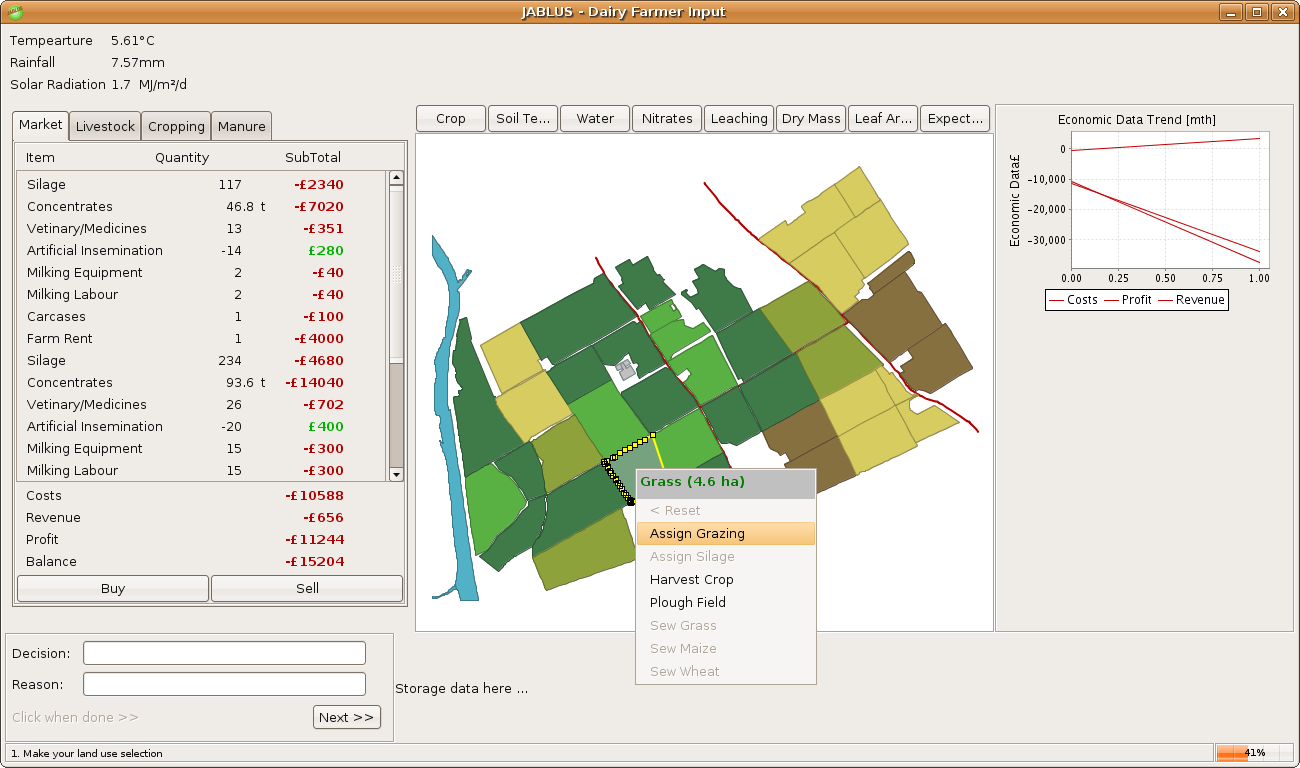 JABLUS - Dairy Farmer Input
Tempearture 5.61°C
Rainfall 7.57mm
Solar Radiation 1.7 MJ/m²/d
Market Livestock Cropping Manure
Item Quantity SubTotal
Silage 117 -£2340
Concentrates 46.8 t -£7020
Vetinary/Medicines 13 -£351
Artificial Insemination -14 £280
Milking Equipment 2 -£40
Milking Labour 2 -£40
Carcases 1 -£100
Farm Rent 1 -£4000
Silage 234 -£4680
Concentrates 93.6 t -£14040
Vetinary/Medicines 26 -£702
Artificial Insemination -20 £400
Milking Equipment 15 -£300
Milking Labour 15 -£300
Costs -£10588
Revenue -£656
Profit -£11244
Balance -£15204
Buy Sell
Crop Soil Te... Water Nitrates Leaching Dry Mass Leaf Ar... Expect...
Grass (4.6 ha)
< Reset
Assign Grazing
Assign Silage
Harvest Crop
Plough Field
Sew Grass
Sew Maize
Sew Wheat
Economic Data Trend [mth]
Economic Data£
0
-10,000
-20,000
-30,000
0.00 0.25 0.50 0.75 1.00
Costs Profit Revenue
Decision:
Reason:
Click when done >> Next >>
Storage data here ...
1. Make your land use selection 41%